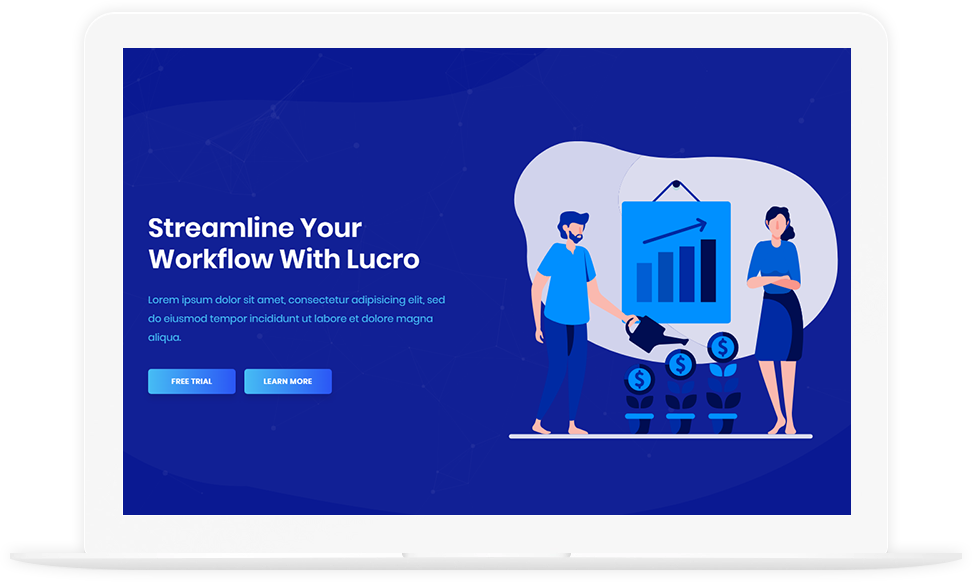 Streamline Your
Workflow With Lucro
Lorem ipsum dolor sit amet, consectetur adipisicing elit, sed
do eiusmod tempor incididunt ut labore et dolore magna
aliqua.
FREE TRIAL
LEARN MORE
$
$
$